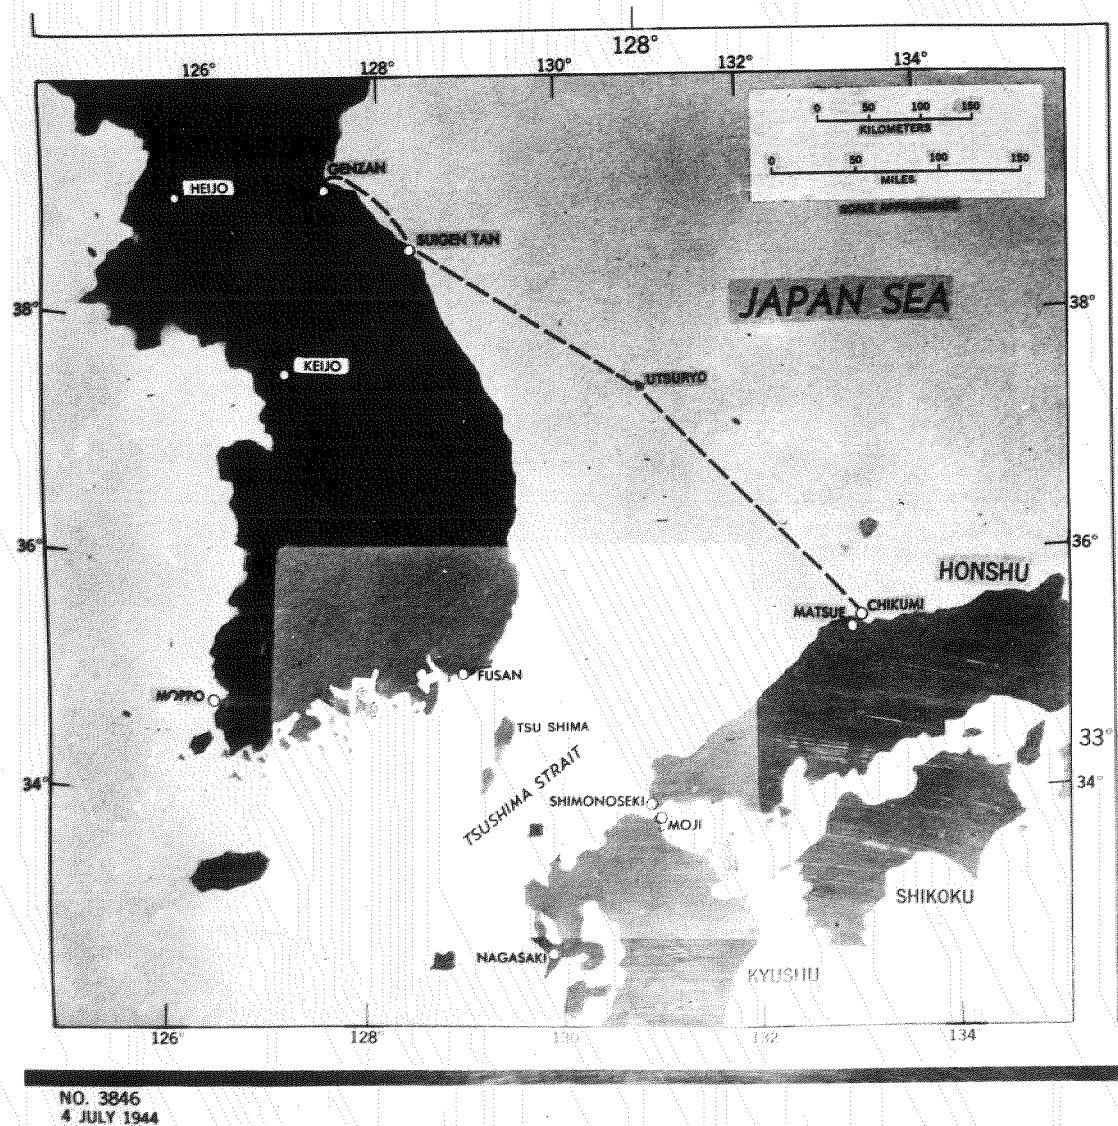 128°
126° 128° 130° 132° 134°
0 50 100 150
KILOMETERS
0 50 100 150
MILES
SCALE APPROXIMATE
GENZAN
HEIJO
SUIGEN TAN
38° JAPAN SEA 38°
KEIJO
UTSURYO
36° 36°
HONSHU
MATSUE CHIKUMI
FUSAN
MOPPO
TSU SHIMA
33°
TSUSHIMA STRAIT
34° 34°
SHIMONOSEKI
MOJI
SHIKOKU
NAGASAKI
KYUSHU
126° 128° 130 132 134
NO. 3846
4 JULY 1944